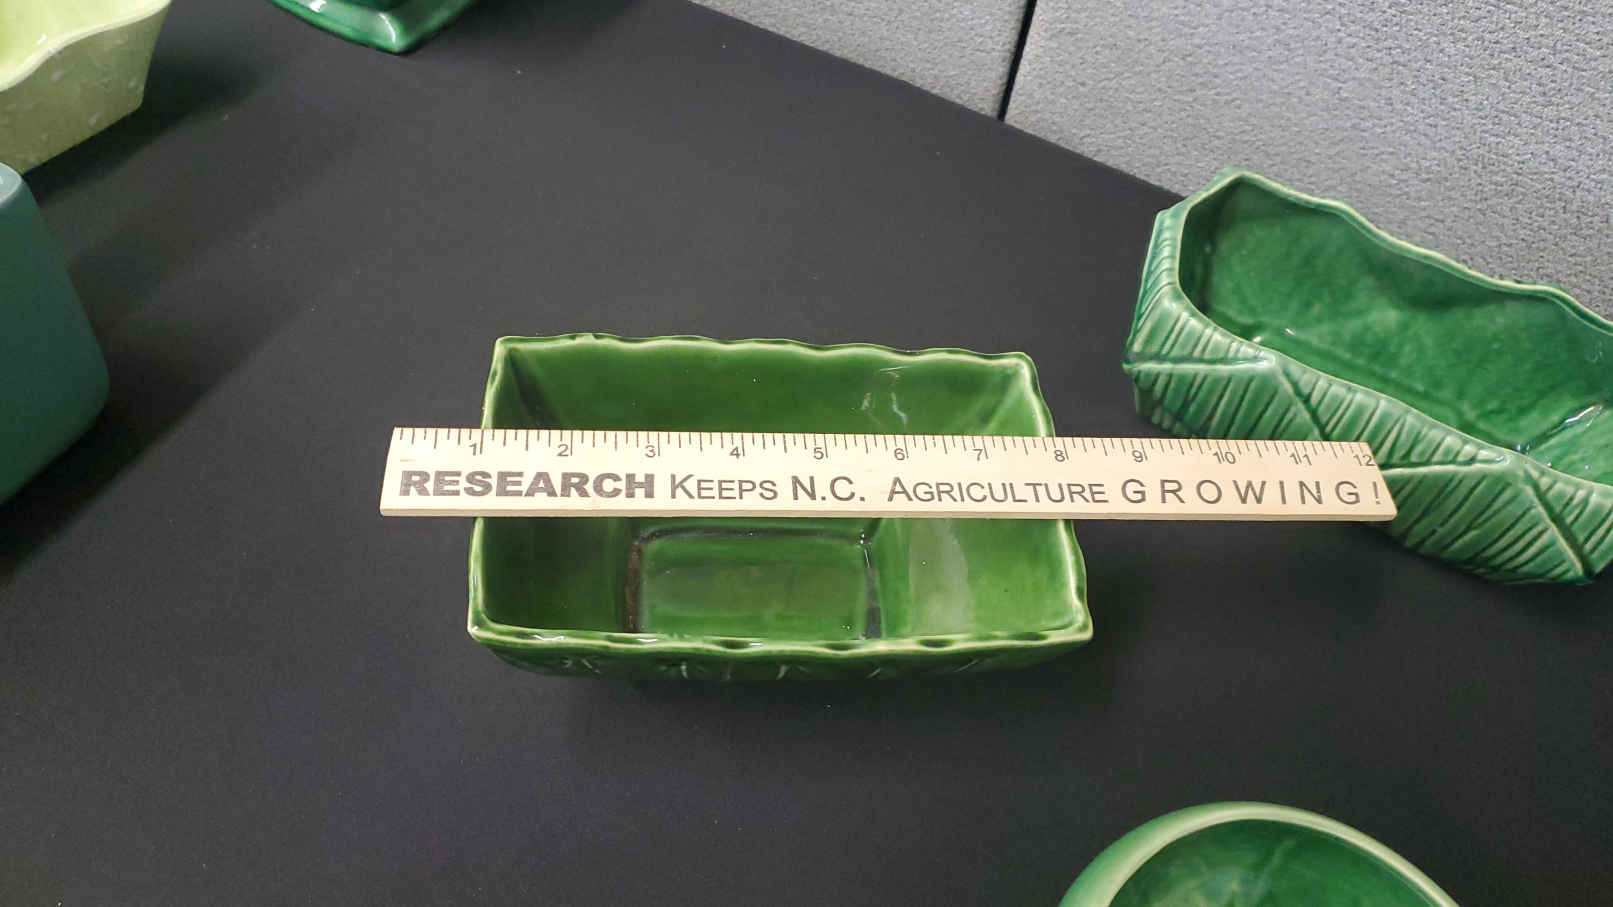 1 2 3 4 5 6 7 8 9 10 11 12
RESEARCH KEEPS N.C. AGRICULTURE GROWING!